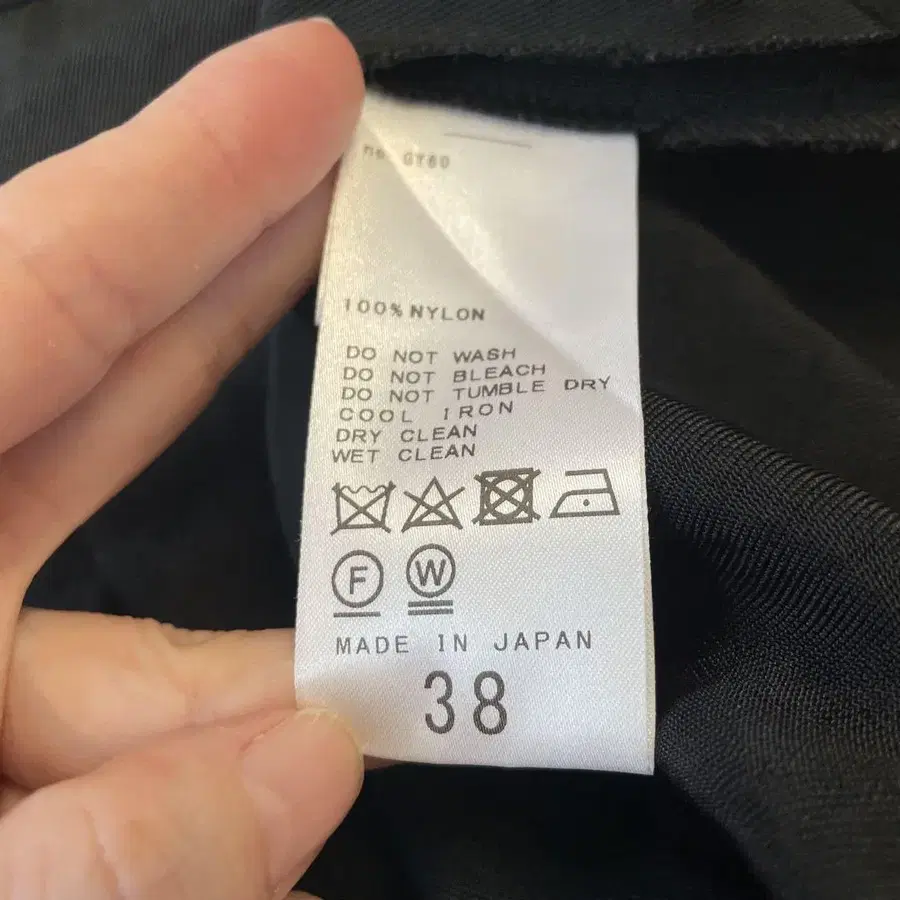 GT60
100% NYLON
DO NOT WASH
DO NOT BLEACH
DO NOT TUMBLE DRY
COOL IRON
DRY CLEAN
WET CLEAN
F W
MADE IN JAPAN
38